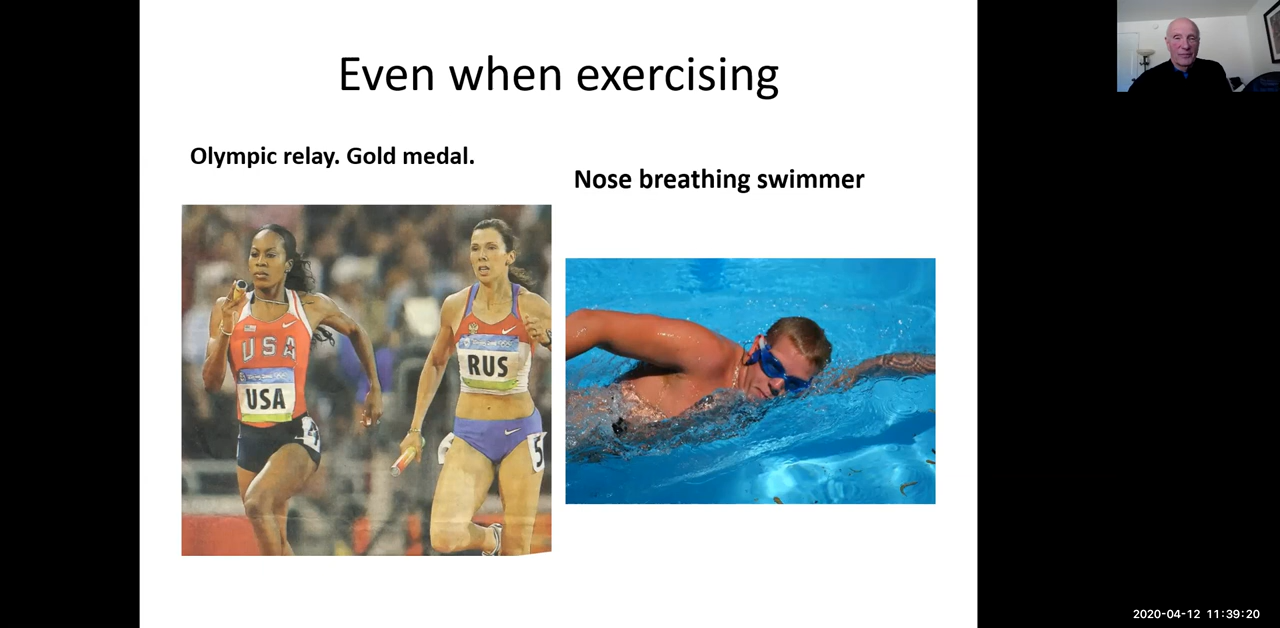 Even when exercising
Olympic relay. Gold medal.
Nose breathing swimmer
USA
USA
RUS
5
2020-04-12 11:39:20